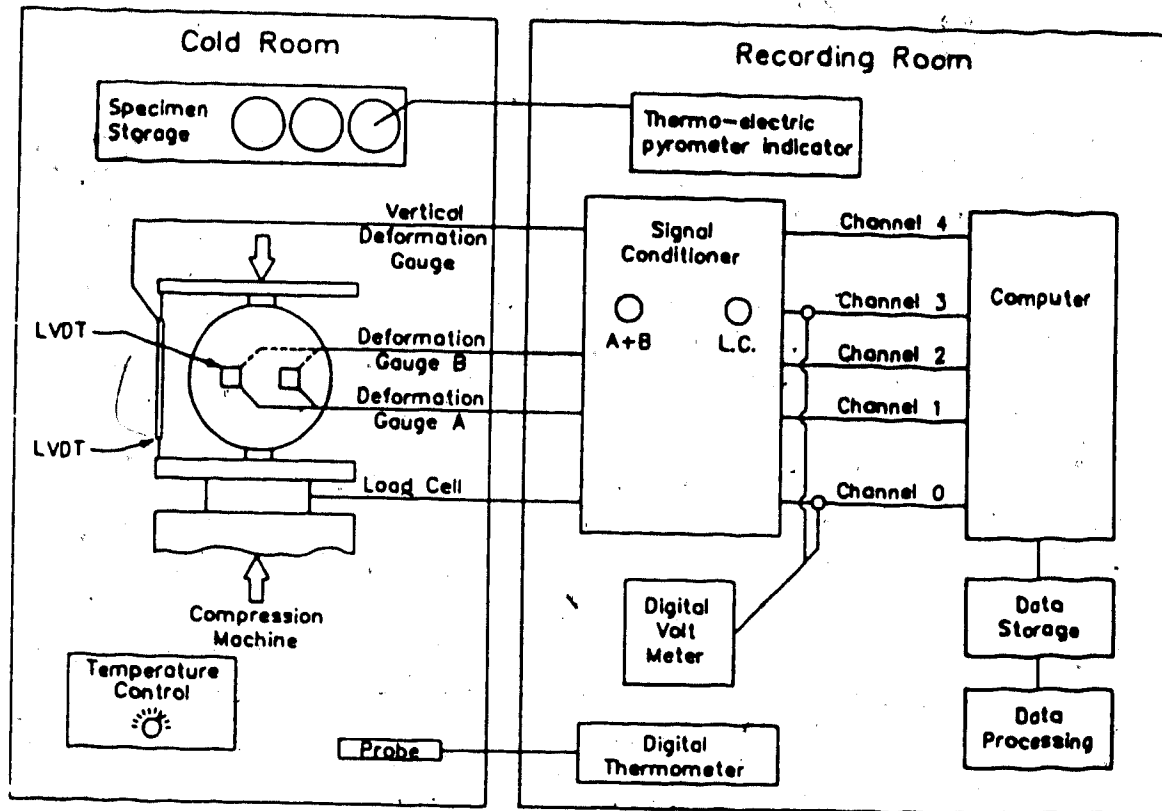 Cold Room
Specimen
Storage
Vertical
Deformation
Gauge
LVDT
Deformation
Gauge B
Deformation
Gauge A
LVDT
Load Cell
Compression
Machine
Temperature
Control
Probe
Recording Room
Thermo-electric
pyrometer indicator
Signal
Conditioner
A+B
L.C.
Channel 4
Channel 3
Channel 2
Channel 1
Channel 0
Computer
Digital
Volt
Meter
Data
Storage
Data
Processing
Digital
Thermometer